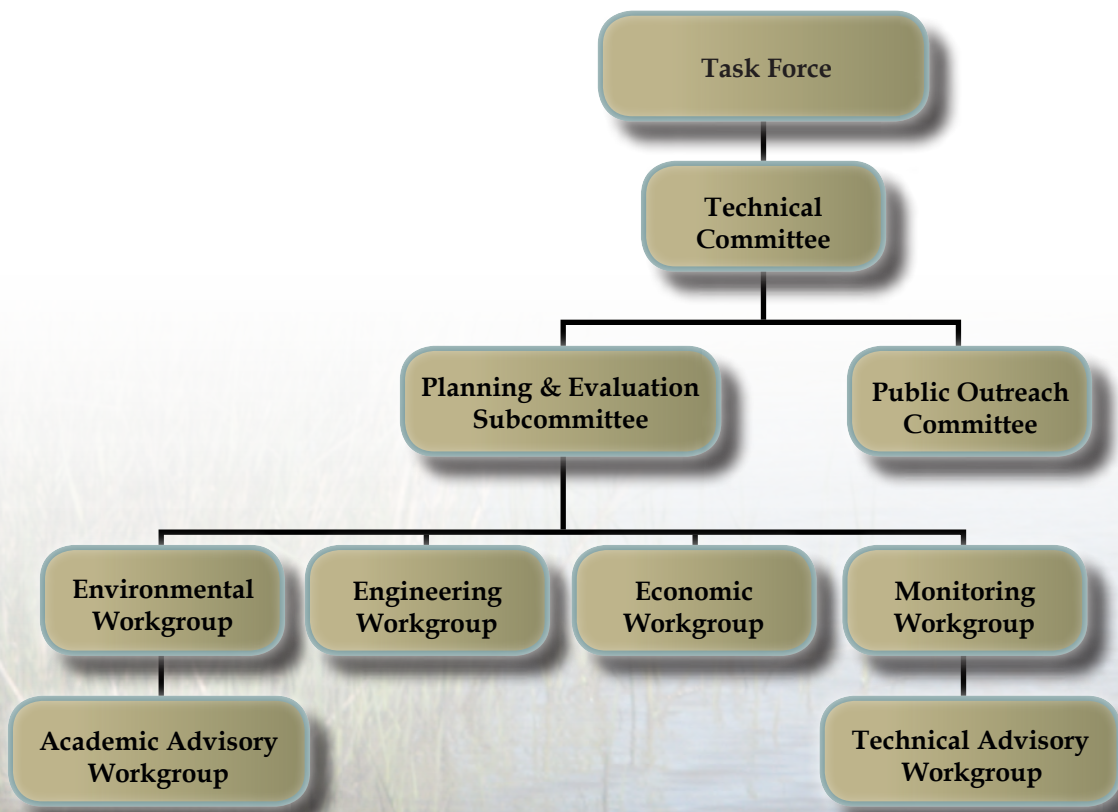 Task Force
Technical
Committee
Planning & Evaluation
Subcommittee
Public Outreach
Committee
Environmental
Workgroup
Engineering
Workgroup
Economic
Workgroup
Monitoring
Workgroup
Academic Advisory
Workgroup
Technical Advisory
Workgroup